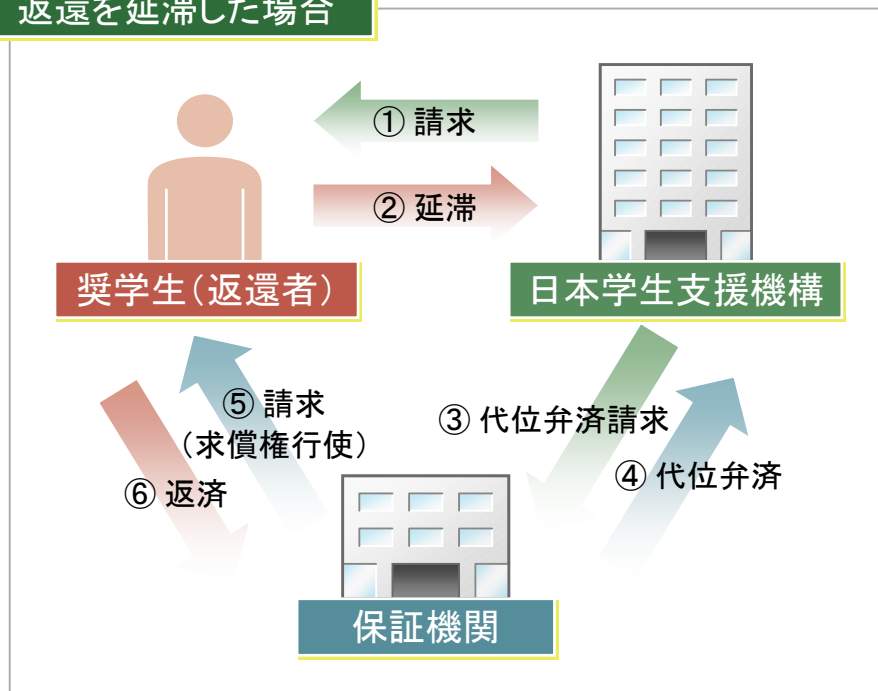 返還を延滞した場合
① 請求
② 延滞
奨学生（返還者）
日本学生支援機構
⑤ 請求
（求償権行使）
③ 代位弁済請求
④ 代位弁済
⑥ 返済
保証機関